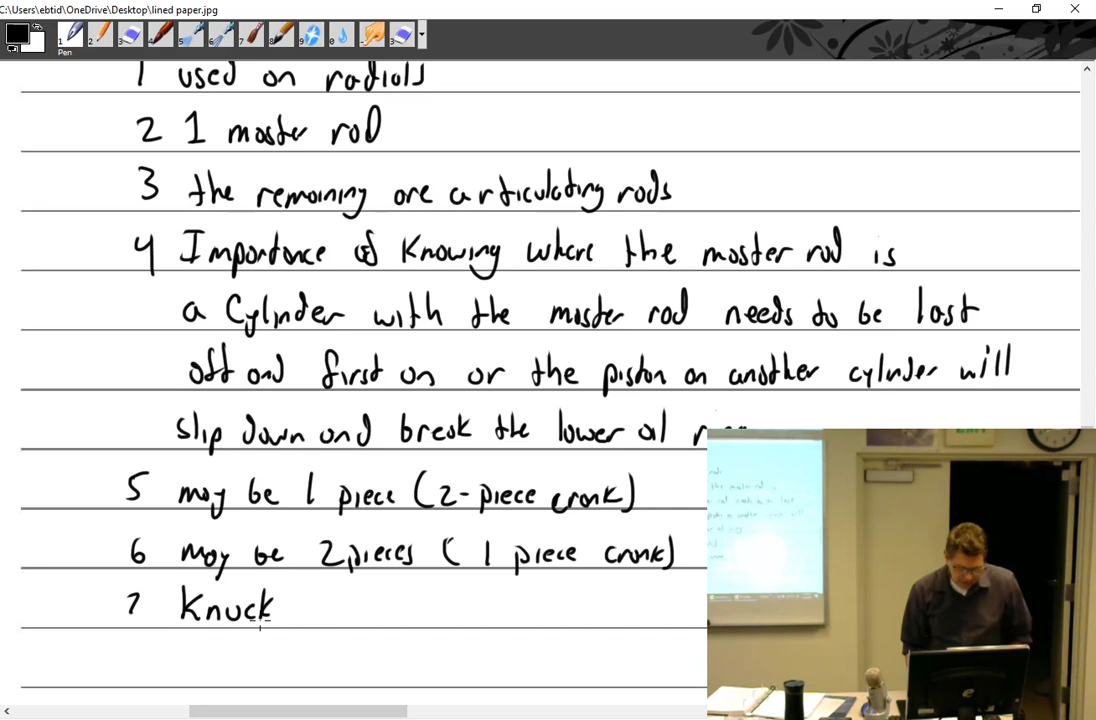 C:\Users\ebtid\OneDrive\Desktop\lined paper.jpg
Pen
1 used on radials
2 1 master rod
3 the remaining are articulating rods
4 Importance of Knowing where the master rod is
a Cylinder with the master rod needs to be last
off and first on or the piston on another cylinder will
slip down and break the lower oil
5 may be 1 piece (2-piece crank)
6 may be 2pieces ( 1 piece crank)
7 Knuck